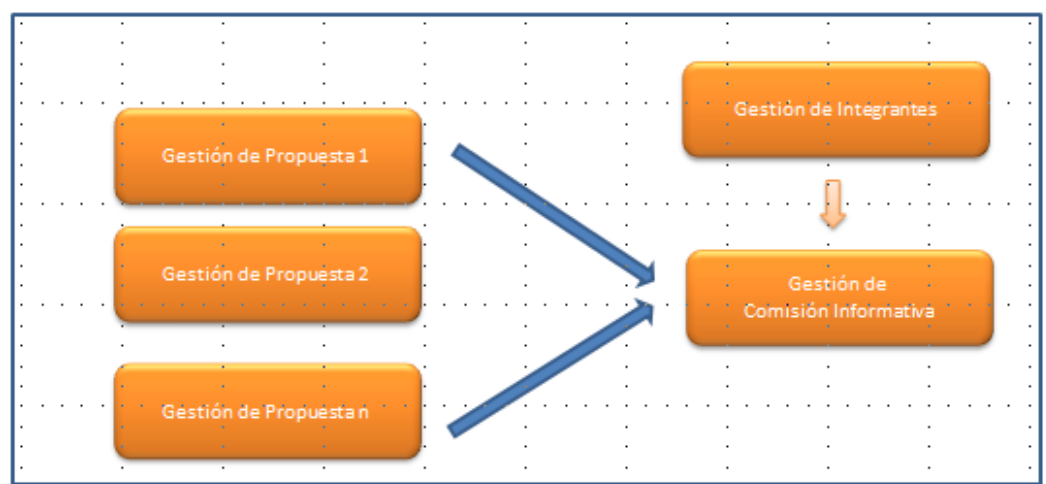 Gestión de Integrantes
Gestión de Propuesta 1
Gestión de Propuesta 2
Gestión de
Comisión Informativa
Gestión de Propuesta n